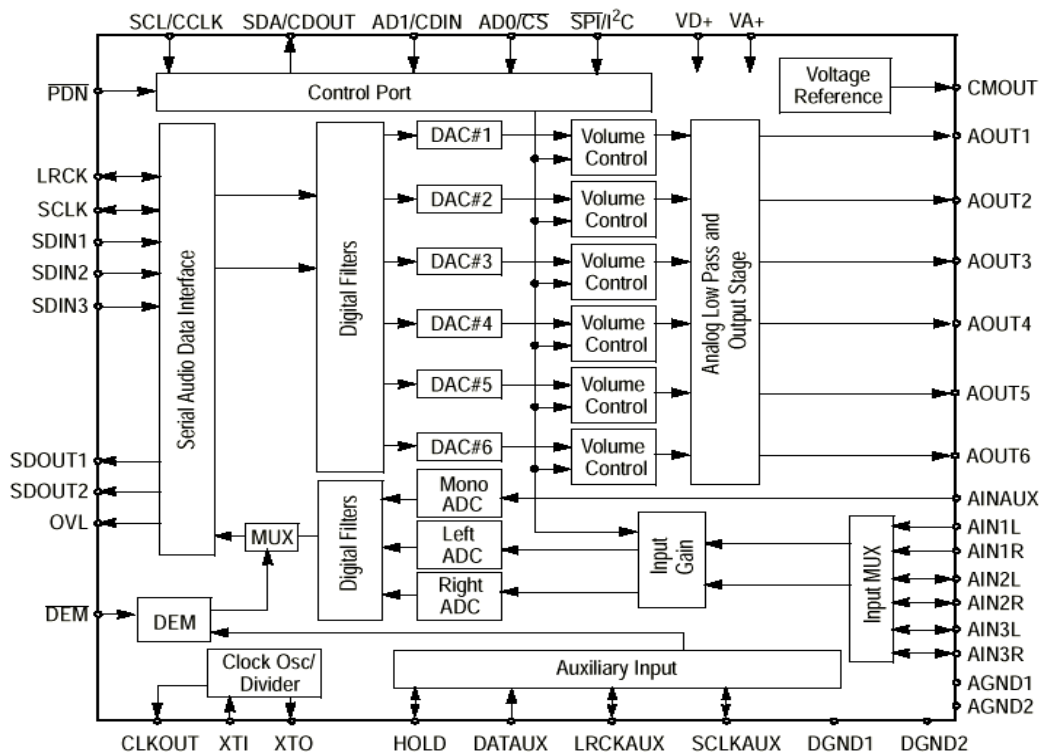 SCL/CCLK SDA/CDOUT AD1/CDIN AD0/CS SPI/I²C VD+ VA+
PDN
Control Port
Voltage
Reference
CMOUT
LRCK
SCLK
SDIN1
SDIN2
SDIN3
SDOUT1
SDOUT2
OVL
DEM
Serial Audio Data Interface
Digital Filters
DAC#1
DAC#2
DAC#3
DAC#4
DAC#5
DAC#6
Volume
Control
Volume
Control
Volume
Control
Volume
Control
Volume
Control
Volume
Control
Analog Low Pass and
Output Stage
AOUT1
AOUT2
AOUT3
AOUT4
AOUT5
AOUT6
MUX
Digital Filters
Mono
ADC
Left
ADC
Right
ADC
Input
Gain
Input MUX
AINAUX
AIN1L
AIN1R
AIN2L
AIN2R
AIN3L
AIN3R
AGND1
AGND2
DEM
Clock Osc/
Divider
Auxiliary Input
CLKOUT XTI XTO HOLD DATAUX LRCKAUX SCLKAUX DGND1 DGND2